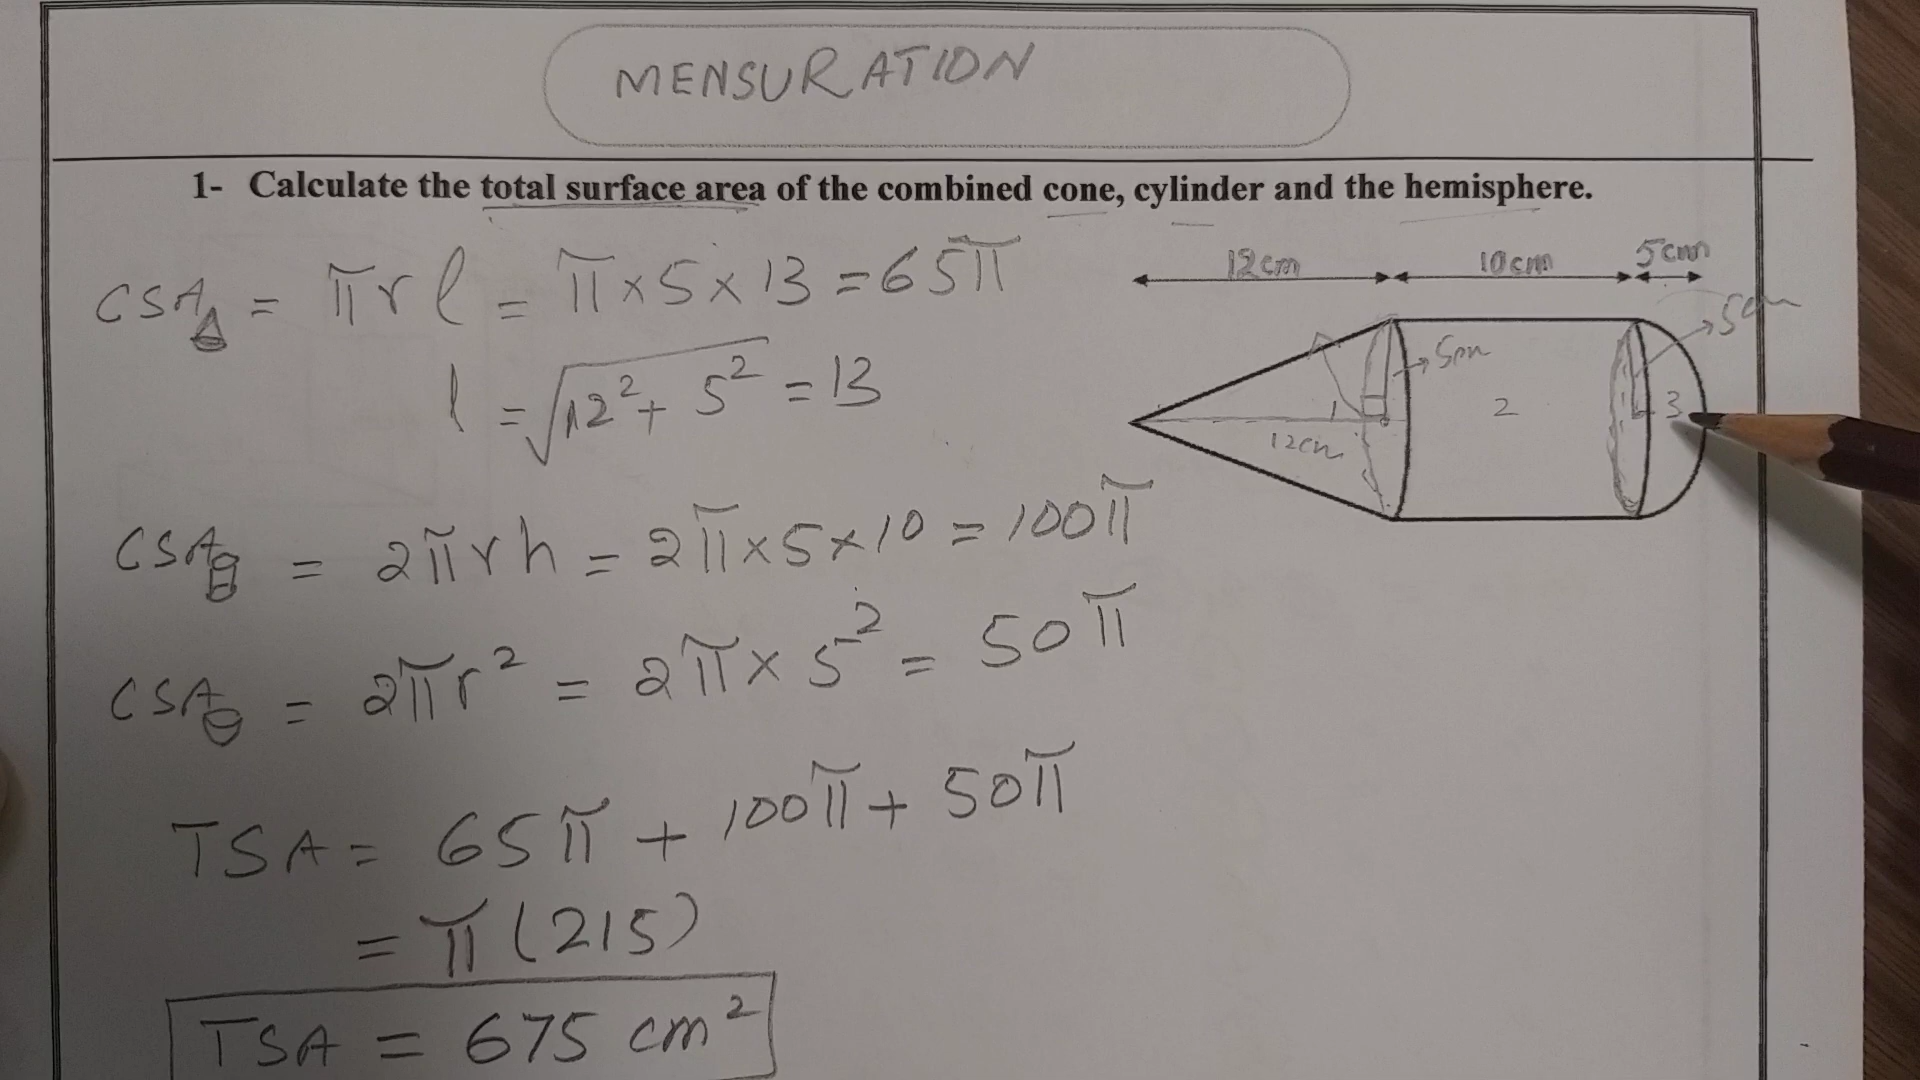 MENSURATION
1- Calculate the total surface area of the combined cone, cylinder and the hemisphere.
12cm 10cm 5cm
CSA = πrl = π×5×13 = 65π
5cm
5cm
l = √12²+5² = 13
2
3
12cm
CSA = 2πrh = 2π×5×10 = 100π
CSA = 2πr² = 2π×5² = 50π
TSA = 65π + 100π + 50π
= π(215)
TSA = 675 cm²